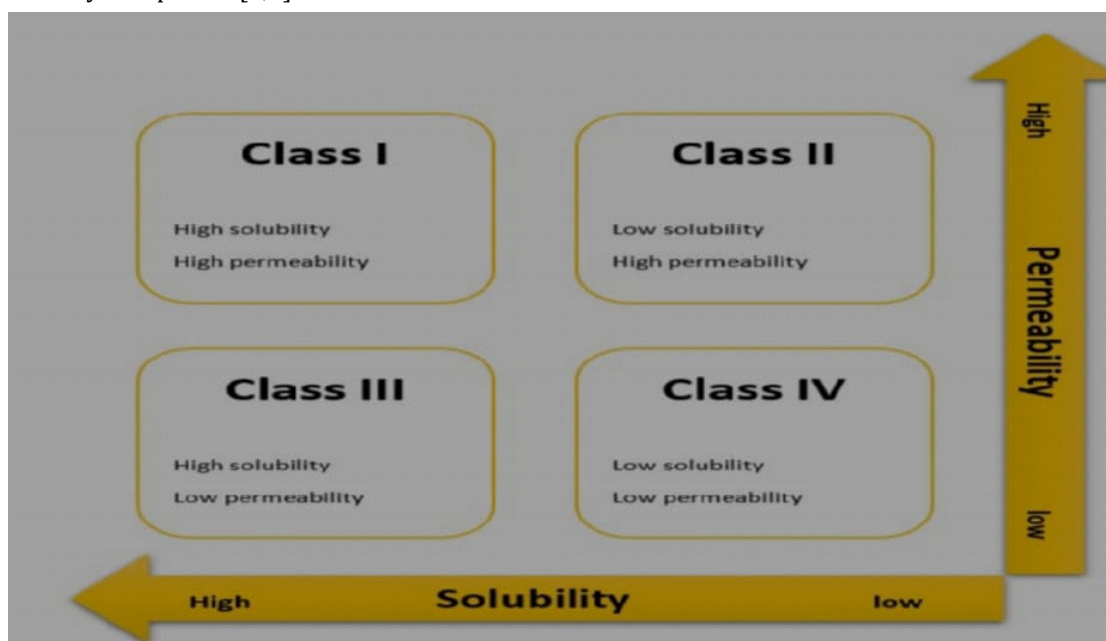 Class I
High solubility
High permeability
Class II
Low solubility
High permeability
Class III
High solubility
Low permeability
Class IV
Low solubility
Low permeability
High
Permeability
low
High Solubility low